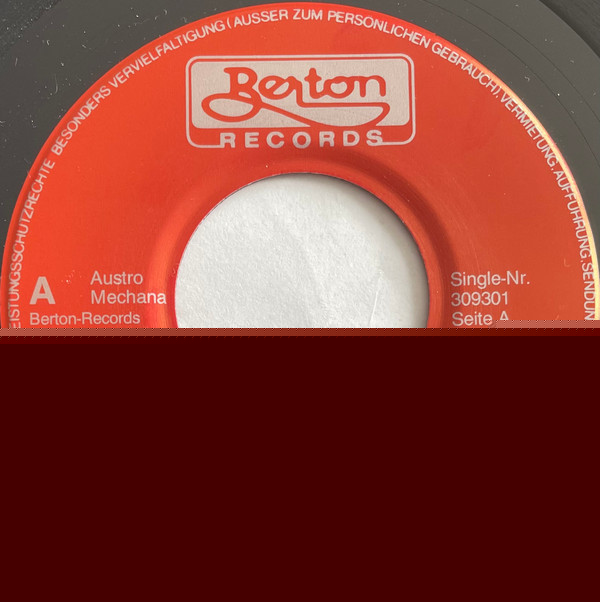 EISTUNGSSCHUTZRECHTE BESONDERS VERVIELFÄLTIGUNG (AUSSER ZUM PERSÖNLICHEN GEBRAUCH), VERMIETUNG, AUFFÜHRUNG, SENDUN
Berton
RECORDS
A
Austro
Mechana
Berton-Records
Single-Nr.
309301
Seite A